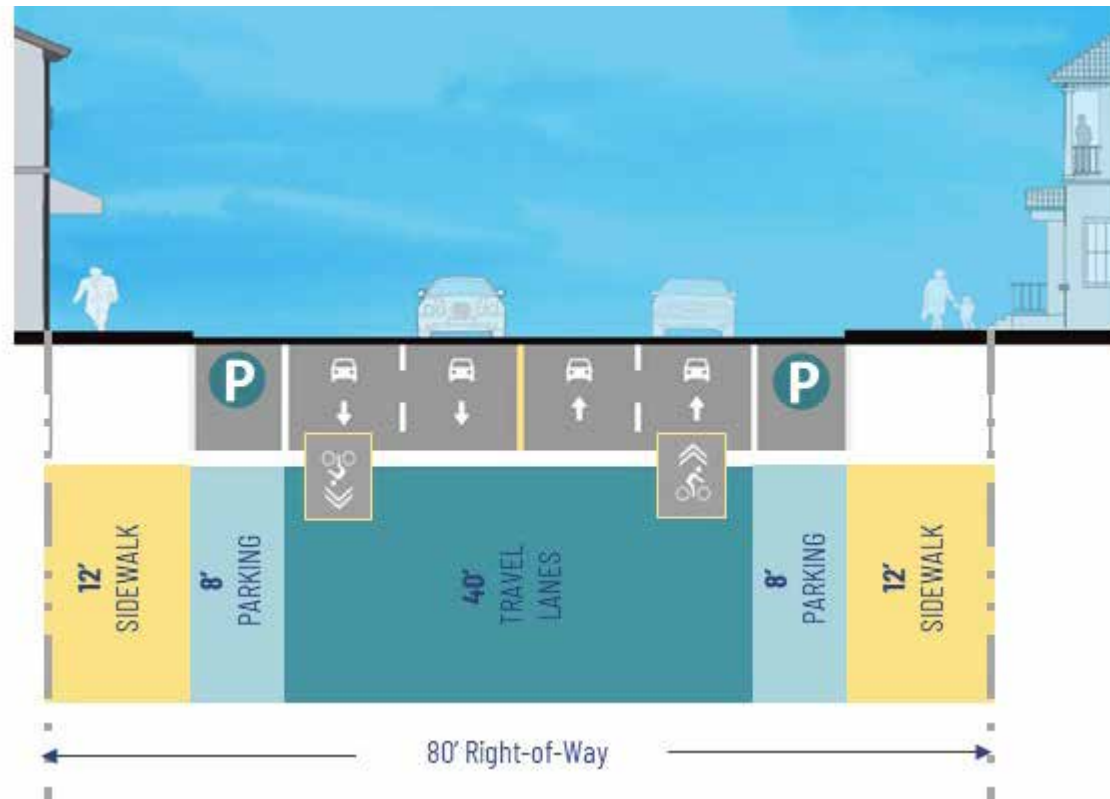 P
P
12'
SIDEWALK
8'
PARKING
40'
TRAVEL
LANES
8'
PARKING
12'
SIDEWALK
80' Right-of-Way